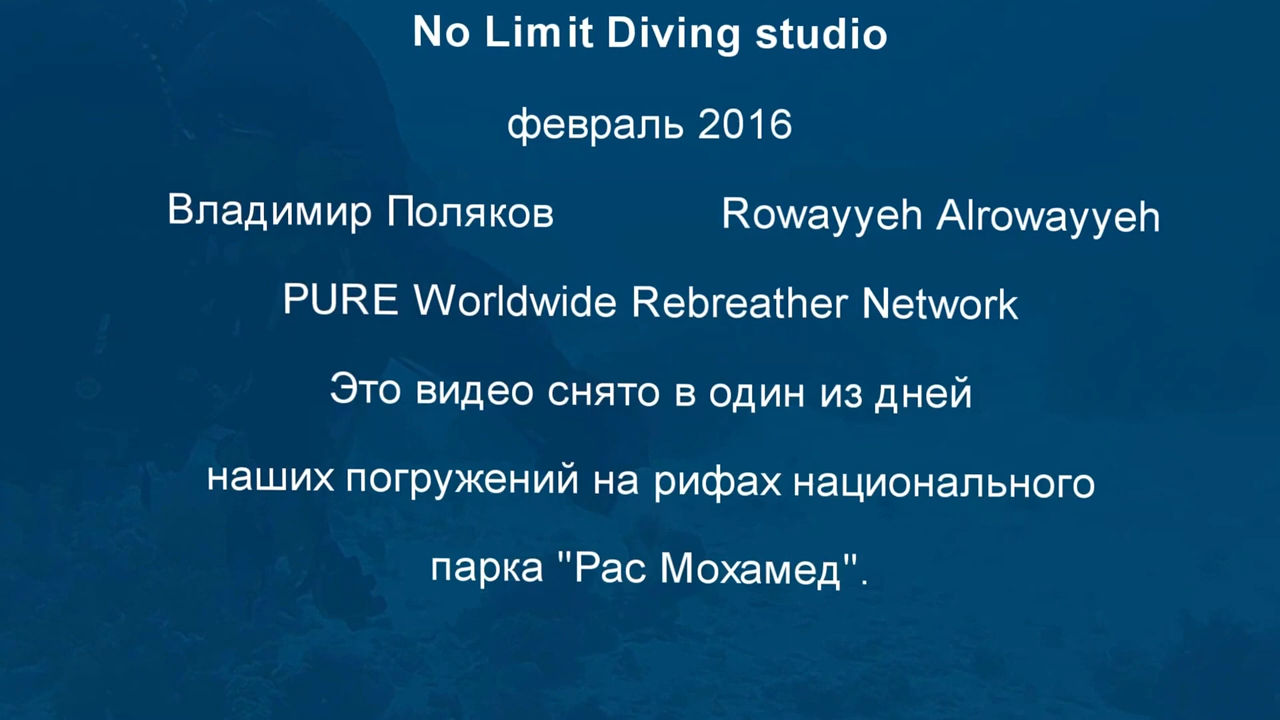 No Limit Diving studio
февраль 2016
Владимир Поляков Rowayyeh Alrowayyeh
PURE Worldwide Rebreather Network
Это видео снято в один из дней
наших погружений на рифах национального
парка "Рас Мохамед".